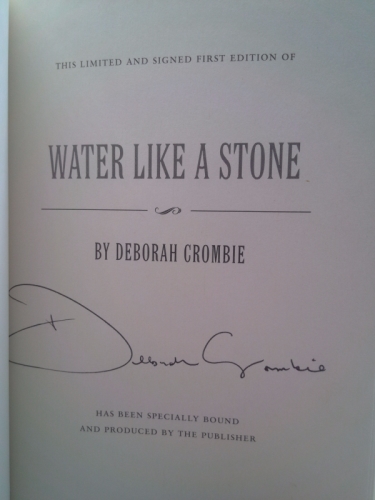 THIS LIMITED AND SIGNED FIRST EDITION OF
WATER LIKE A STONE
BY DEBORAH CROMBIE
Deborah Crombie
HAS BEEN SPECIALLY BOUND
AND PRODUCED BY THE PUBLISHER